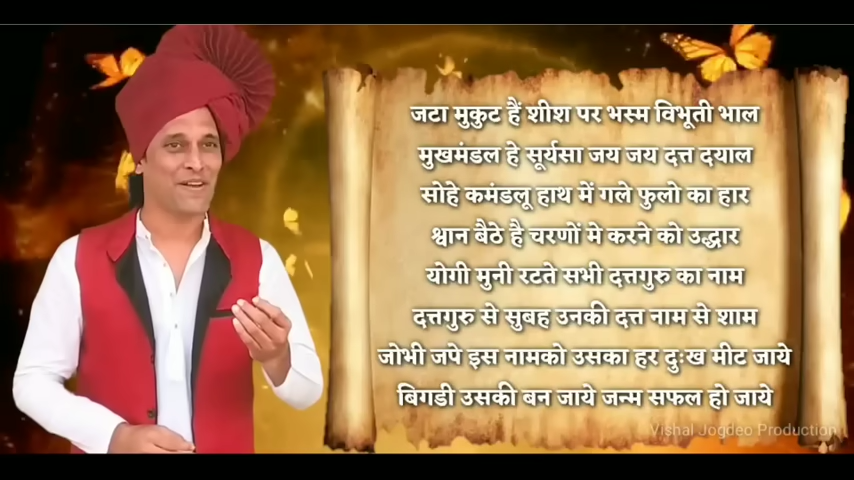 जटा मुकुट हैं शीश पर भस्म विभूती भाल
मुखमंडल हे सूर्यसा जय जय दत्त दयाल
सोहे कमंडलू हाथ में गले फुलो का हार
श्वान बैठे है चरणों मे करने को उद्धार
योगी मुनी रटते सभी दत्तगुरु का नाम
दत्तगुरु से सुबह उनकी दत्त नाम से शाम
जोभी जपे इस नामको उसका हर दुःख मीट जाये
बिगडी उसकी बन जाये जन्म सफल हो जाये
Vishal Jogdeo Production